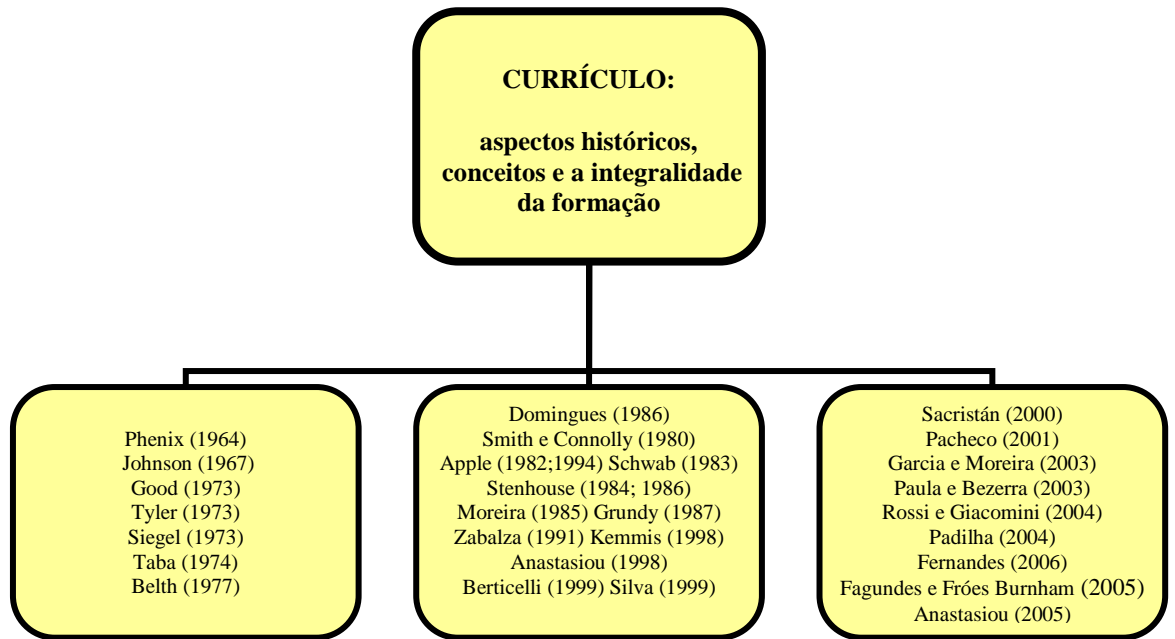 CURRÍCULO:
aspectos históricos,
conceitos e a integralidade
da formação
Phenix (1964)
Johnson (1967)
Good (1973)
Tyler (1973)
Siegel (1973)
Taba (1974)
Belth (1977)
Domingues (1986)
Smith e Connolly (1980)
Apple (1982;1994) Schwab (1983)
Stenhouse (1984; 1986)
Moreira (1985) Grundy (1987)
Zabalza (1991) Kemmis (1998)
Anastasiou (1998)
Berticelli (1999) Silva (1999)
Sacristán (2000)
Pacheco (2001)
Garcia e Moreira (2003)
Paula e Bezerra (2003)
Rossi e Giacomini (2004)
Padilha (2004)
Fernandes (2006)
Fagundes e Fróes Burnham (2005)
Anastasiou (2005)